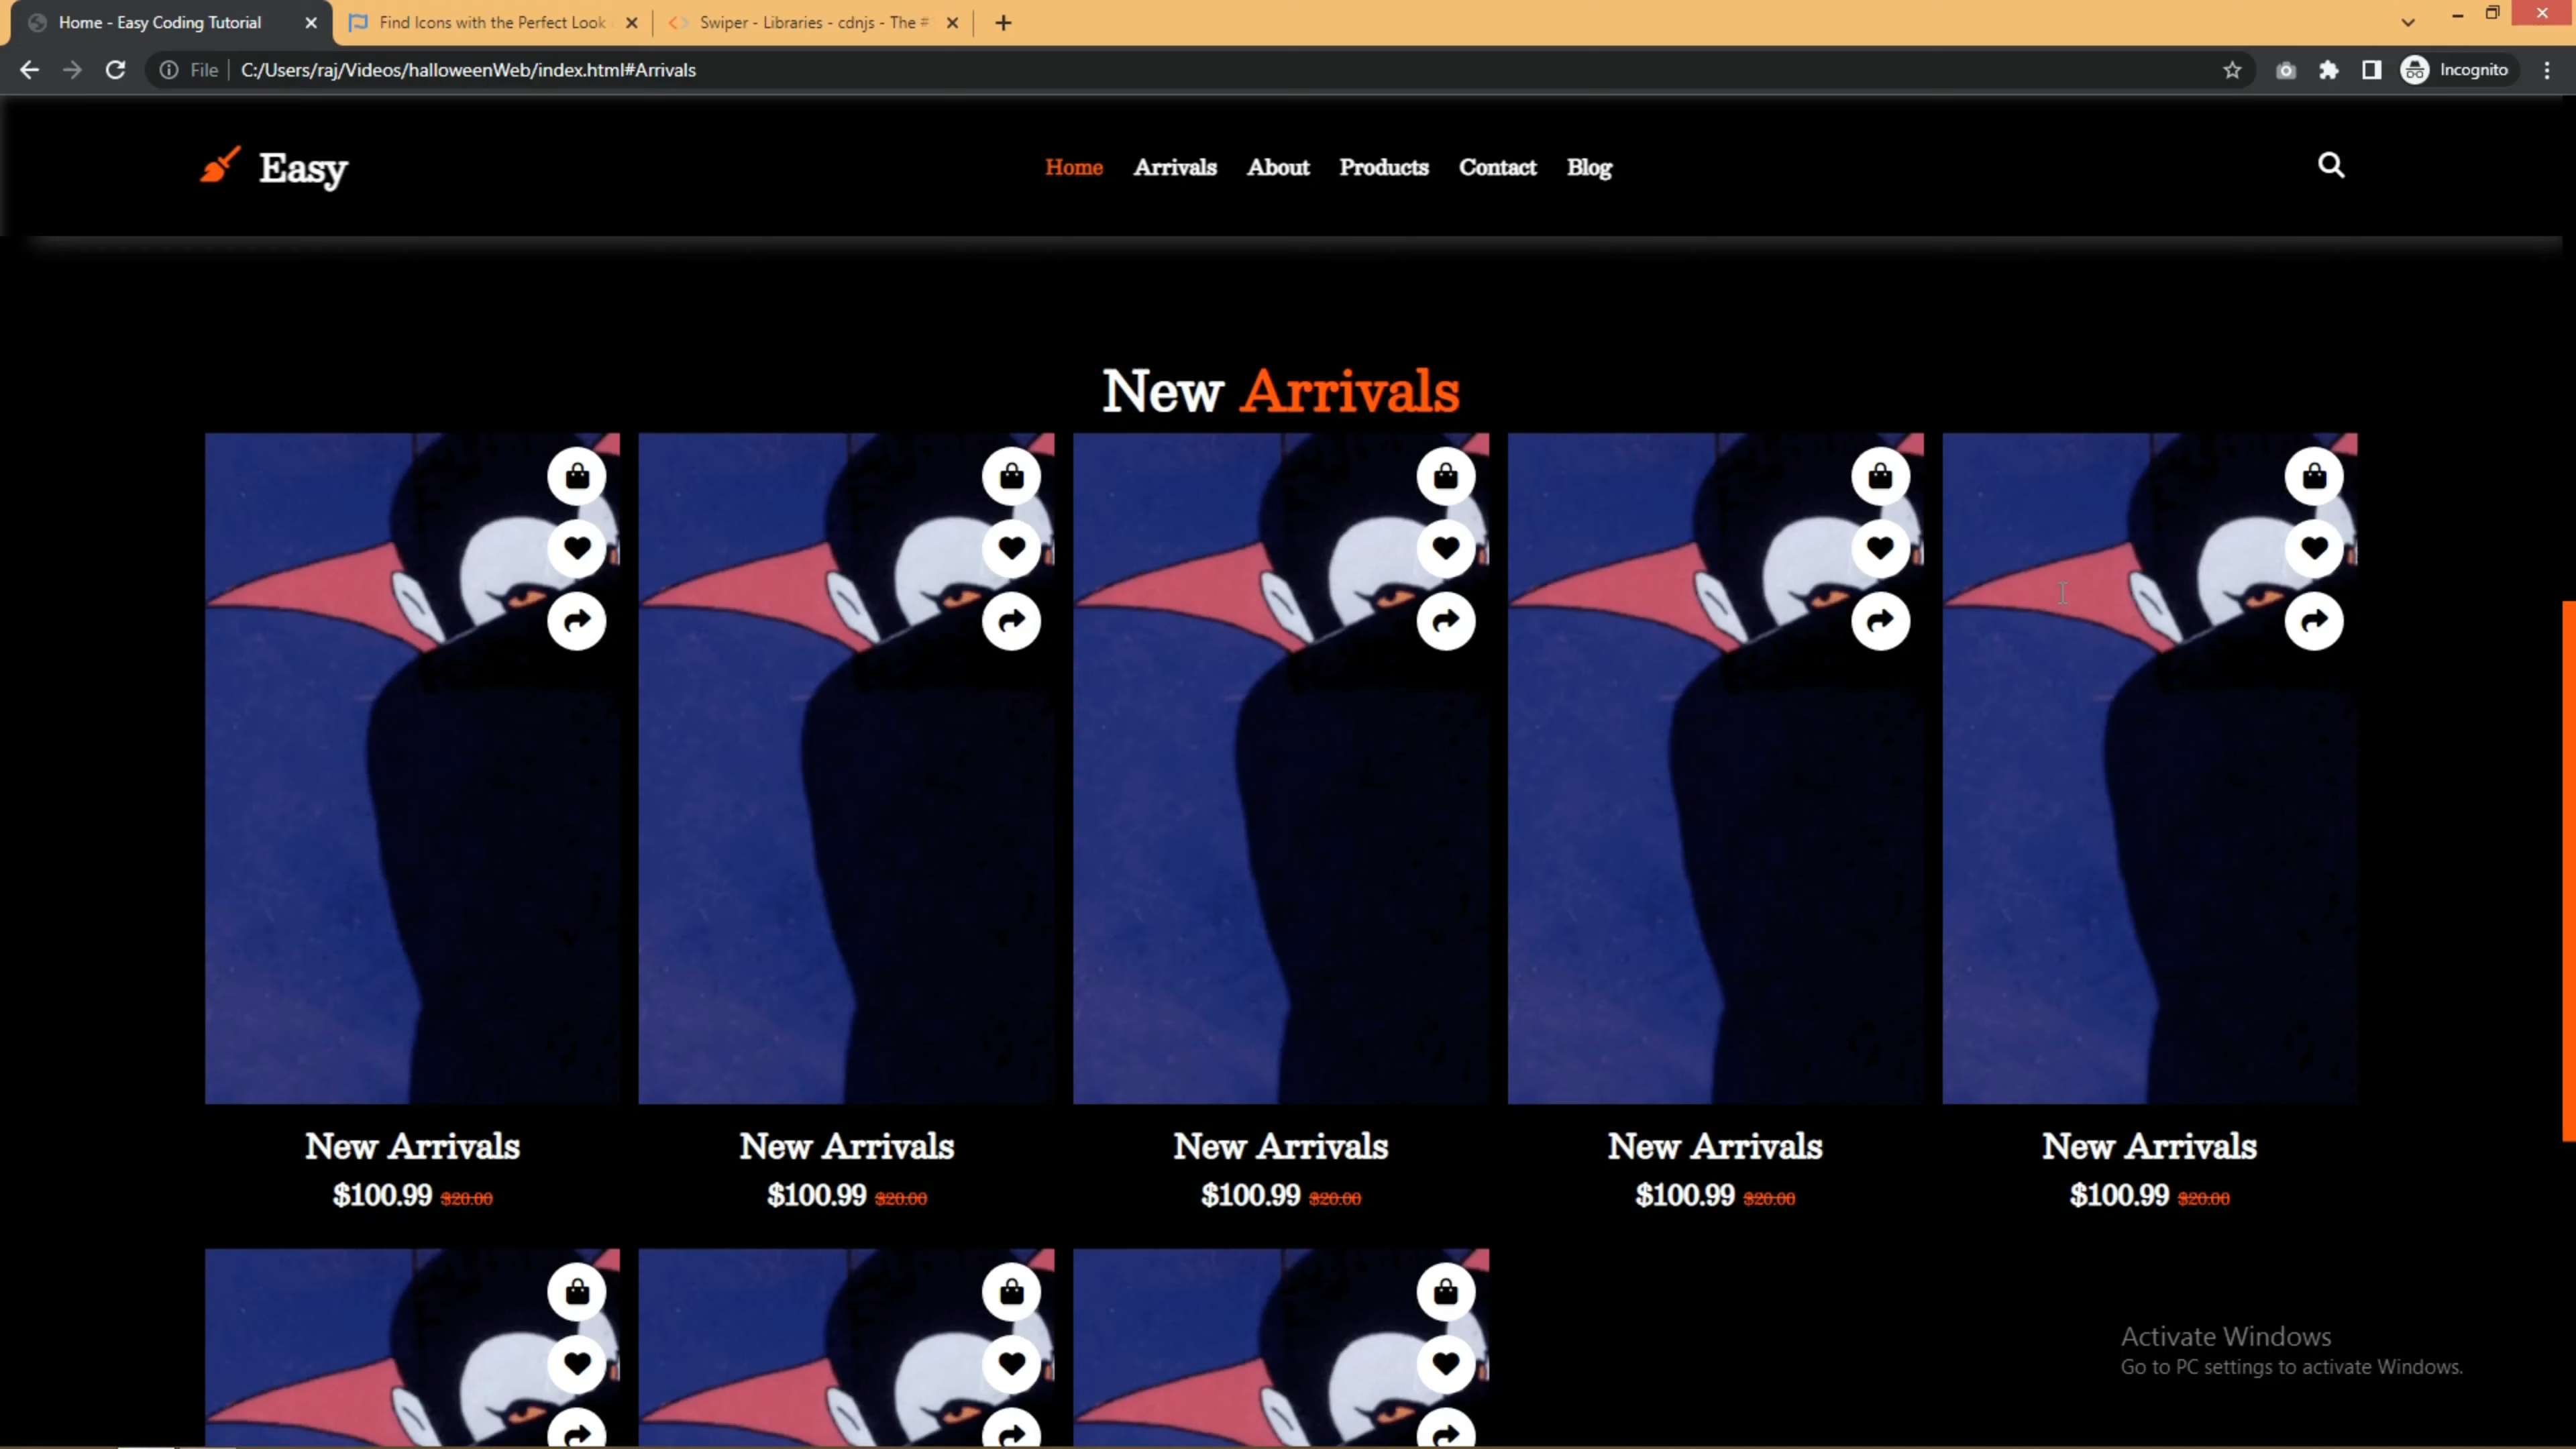 Home - Easy Coding Tutorial
Find Icons with the Perfect Look
Swiper - Libraries - cdnjs - The #
File
C:/Users/raj/Videos/halloweenWeb/index.html#Arrivals
Incognito
Easy
Home Arrivals About Products Contact Blog
New Arrivals
New Arrivals New Arrivals New Arrivals New Arrivals New Arrivals
$100.99 $20.00 $100.99 $20.00 $100.99 $20.00 $100.99 $20.00 $100.99 $20.00
Activate Windows
Go to PC settings to activate Windows.